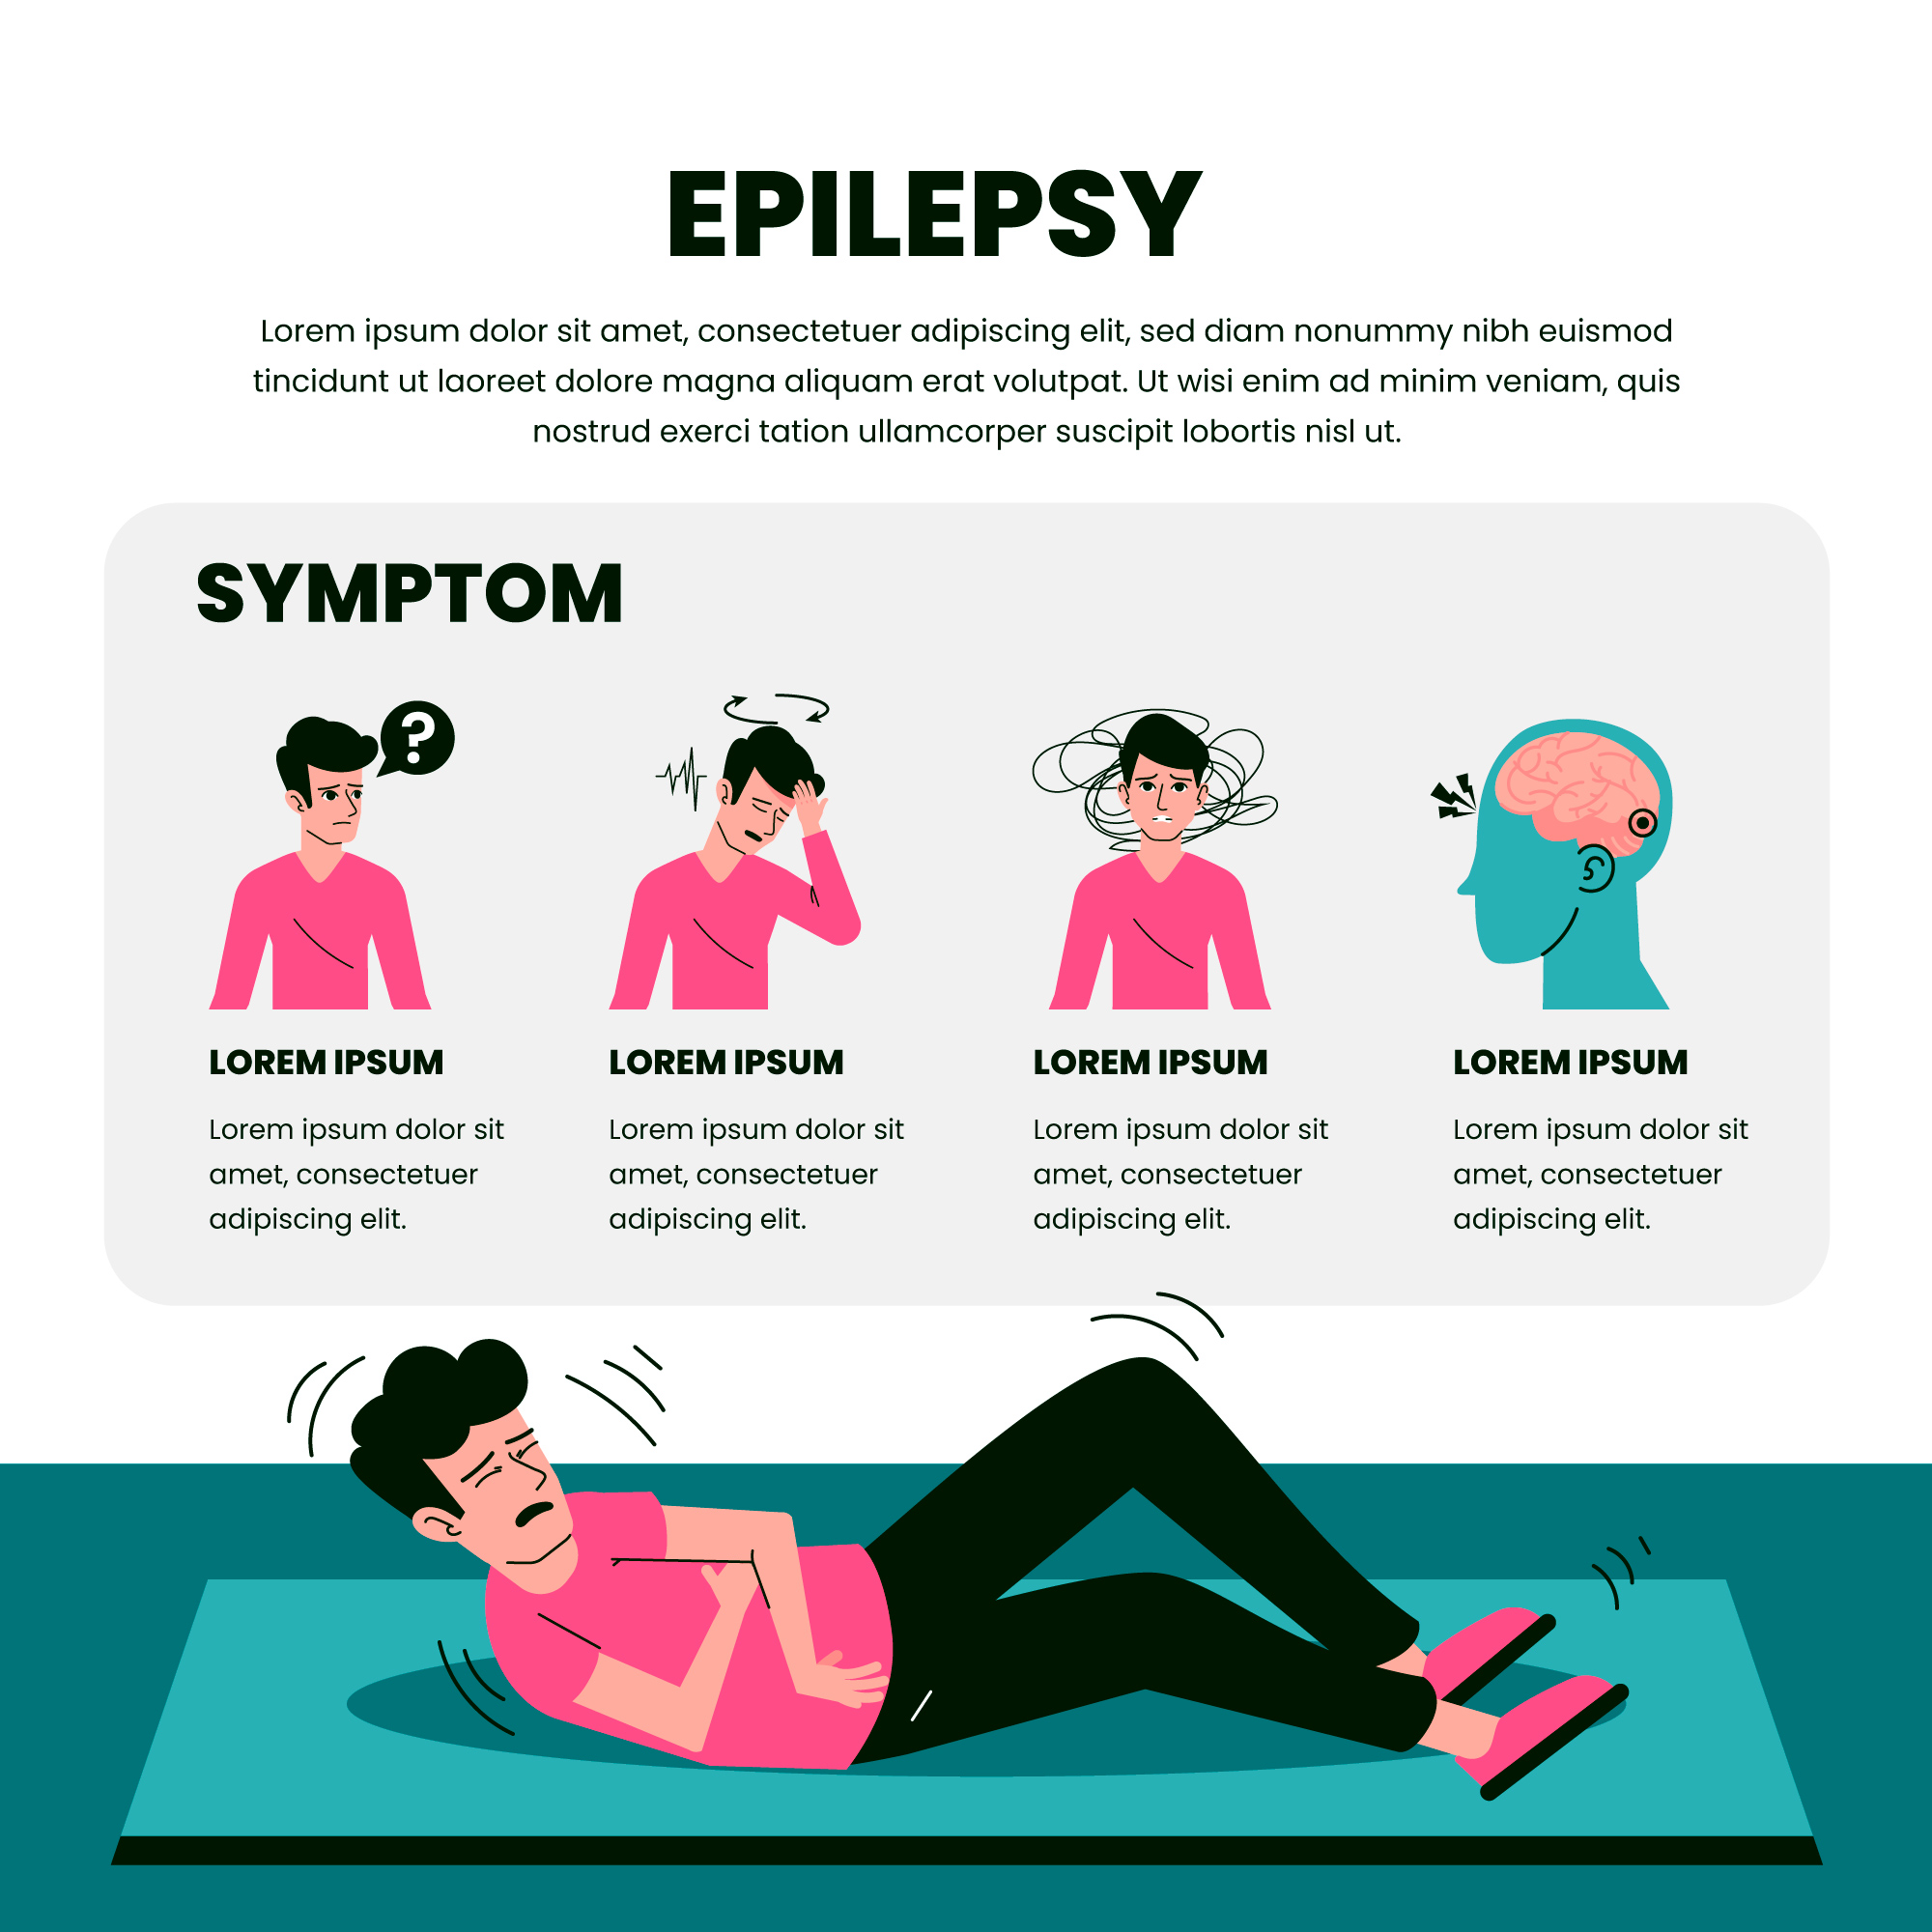 EPILEPSY
Lorem ipsum dolor sit amet, consectetuer adipiscing elit, sed diam nonummy nibh euismod
tincidunt ut laoreet dolore magna aliquam erat volutpat. Ut wisi enim ad minim veniam, quis
nostrud exerci tation ullamcorper suscipit lobortis nisl ut.
SYMPTOM
?
LOREM IPSUM
Lorem ipsum dolor sit
amet, consectetuer
adipiscing elit.
LOREM IPSUM
Lorem ipsum dolor sit
amet, consectetuer
adipiscing elit.
LOREM IPSUM
Lorem ipsum dolor sit
amet, consectetuer
adipiscing elit.
LOREM IPSUM
Lorem ipsum dolor sit
amet, consectetuer
adipiscing elit.